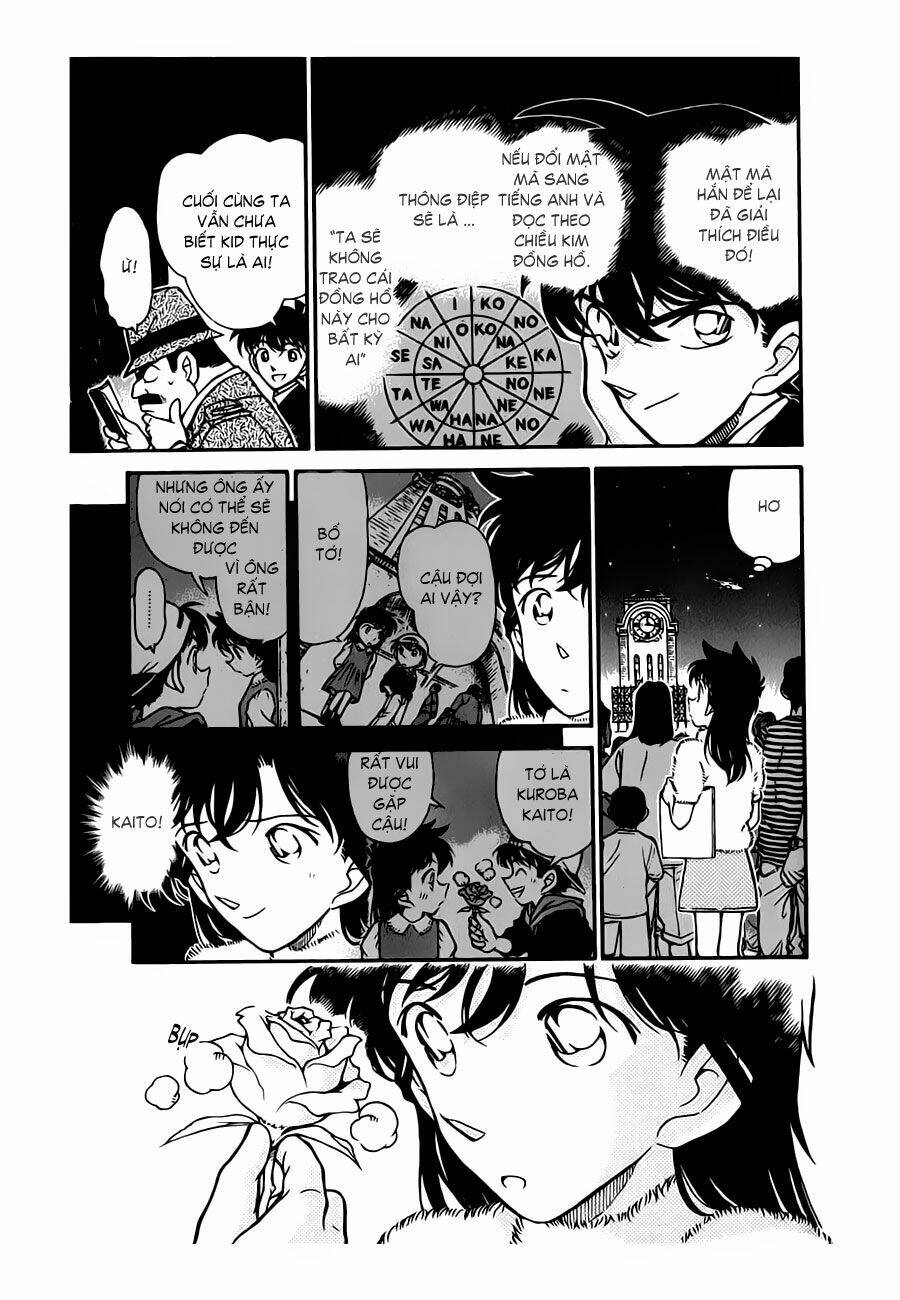 MẬT MÃ
HẮN ĐỂ LẠI
ĐÃ GIẢI
THÍCH ĐIỀU
ĐÓ!
NẾU ĐỔI MẬT
MÃ SANG
TIẾNG ANH VÀ
ĐỌC THEO
CHIỀU KIM
ĐỒNG HỒ.
THÔNG ĐIỆP
SẼ LÀ ...
"TA SẼ
KHÔNG
TRAO CÁI
ĐỒNG HỒ
NÀY CHO
BẤT KỲ
AI"
I KO
NA Ō KO NO
NI NA
SE SA KE KA
TA TE NO
WA NE NE
WA HA NA NO
HA NE
CUỐI CÙNG TA
VẪN CHƯA
BIẾT KID THỰC
SỰ LÀ AI!
Ừ!
HƠ
CẬU ĐỢI
AI VẬY?
BỐ
TỚ!
NHƯNG ÔNG ẤY
NÓI CÓ THỂ SẼ
KHÔNG ĐẾN
ĐƯỢC
VÌ ÔNG
RẤT
BẬN!
.........
TỚ LÀ
KUROBA
KAITO!
RẤT VUI
ĐƯỢC
GẶP
CẬU!
KAITO!
BỤP